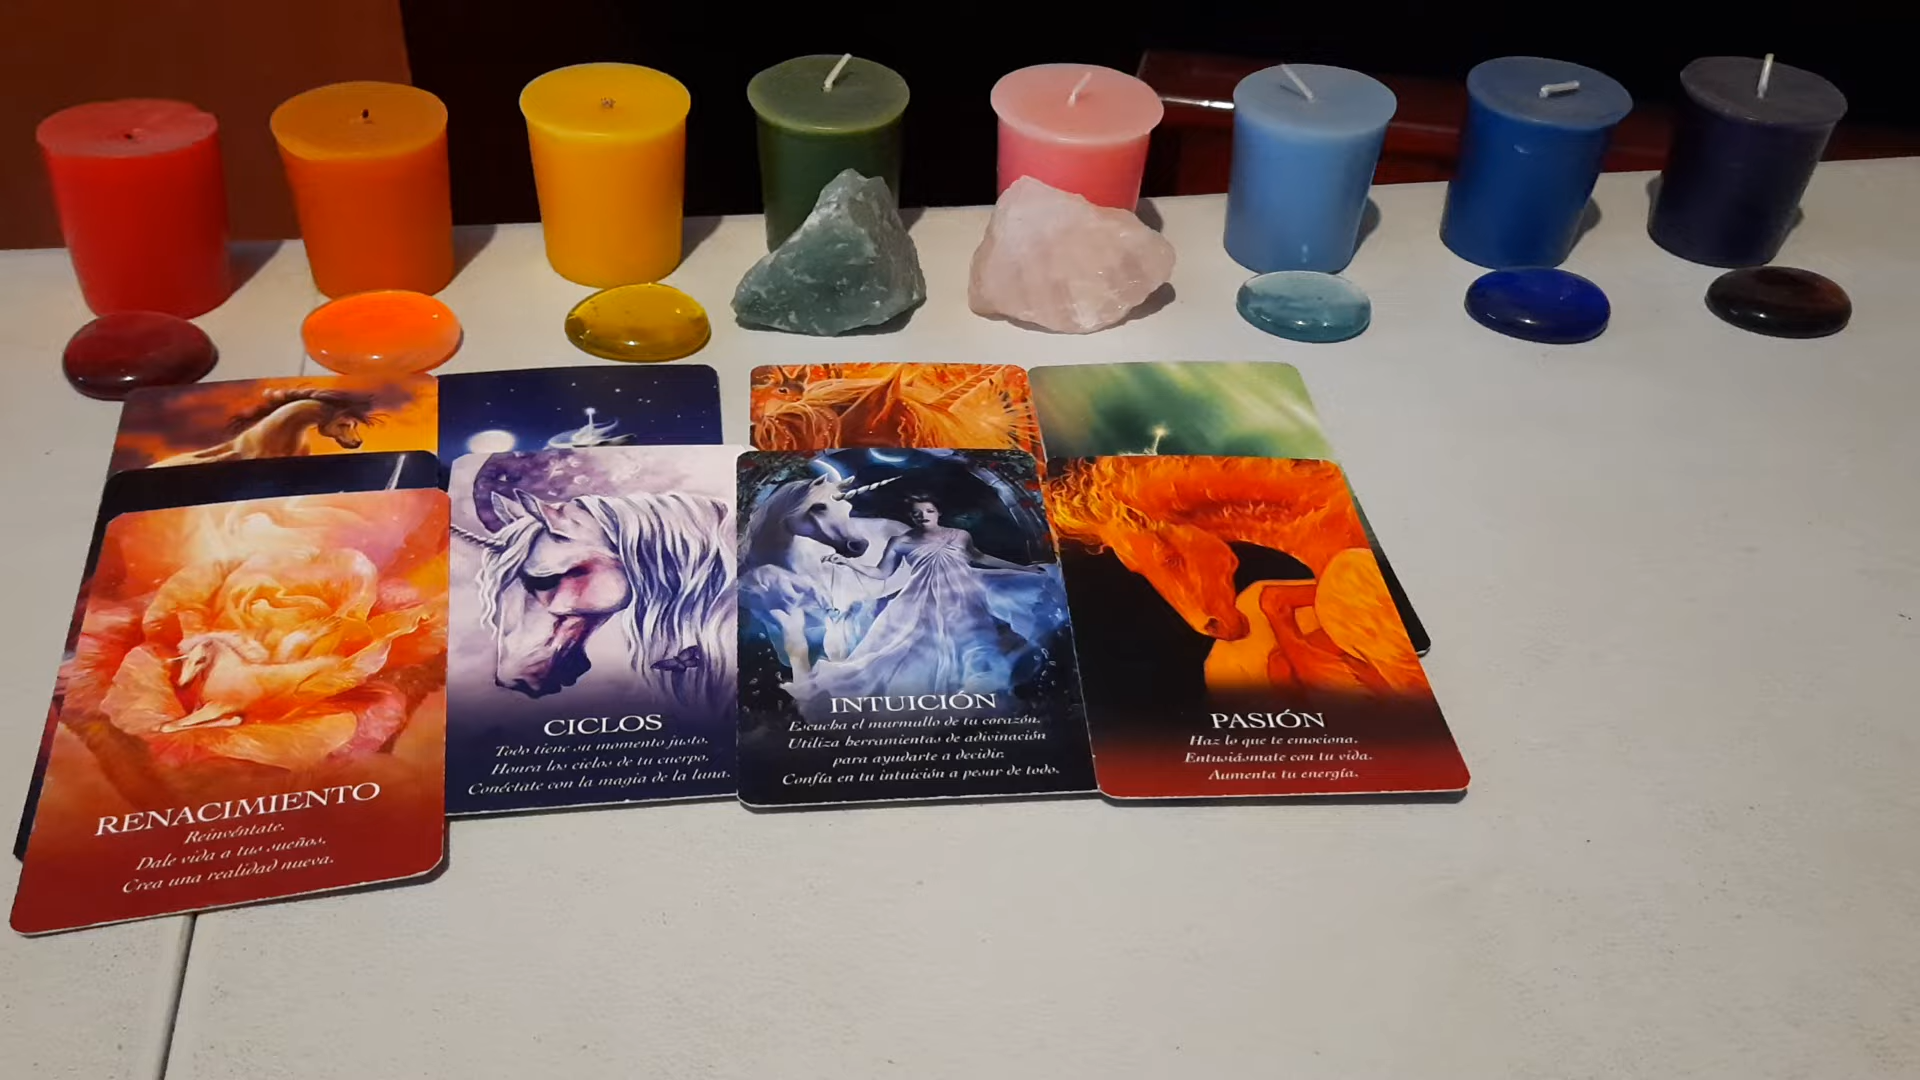 RENACIMIENTO
Reinvéntate.
Dale vida a tus sueños.
Crea una realidad nueva.
CICLOS
Todo tiene su momento justo.
Honra los ciclos de tu cuerpo.
Conéctate con la magia de la luna.
INTUICIÓN
Escucha el murmullo de tu corazón.
Utiliza herramientas de adivinación
para ayudarte a decidir.
Confía en tu intuición a pesar de todo.
PASIÓN
Haz lo que te emociona.
Entusiásmate con tu vida.
Aumenta tu energía.